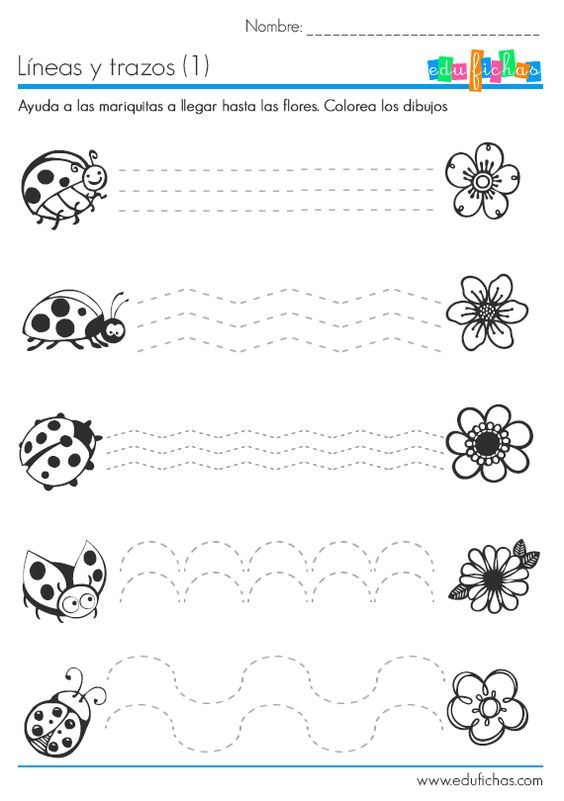 Nombre:___________________________
Líneas y trazos (1)
edufichas
Ayuda a las mariquitas a llegar hasta las flores. Colorea los dibujos
www.edufichas.com